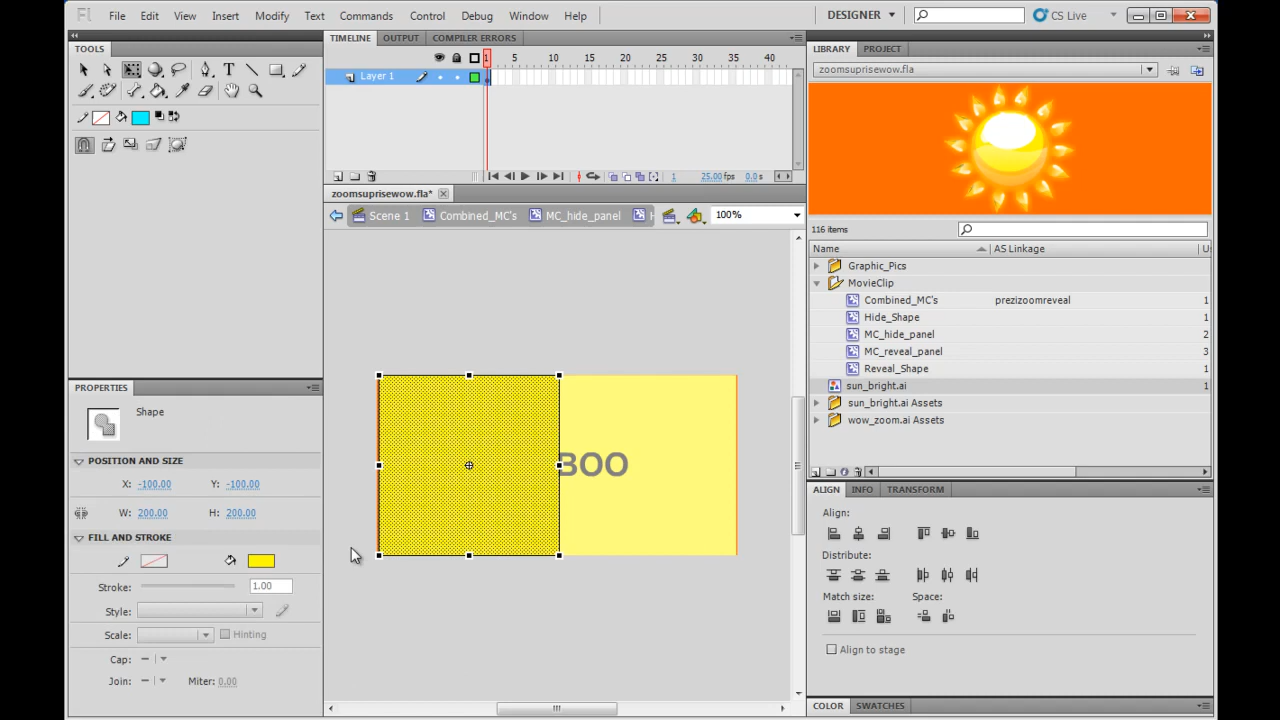 Fl File Edit View Insert Modify Text Commands Control Debug Window Help DESIGNER CS Live
TOOLS
TIMELINE OUTPUT COMPILER ERRORS
1 5 10 15 20 25 30 35 40
Layer 1
1 25.00 fps 0.0 s
zoomsuprisewow.fla*
Scene 1 Combined_MC's MC_hide_panel 100%
BOO
PROPERTIES
Shape
POSITION AND SIZE
X: -100.00 Y: -100.00
W: 200.00 H: 200.00
FILL AND STROKE
Stroke: 1.00
Style:
Scale: Hinting
Cap:
Join: Miter: 0.00
LIBRARY PROJECT
zoomsuprisewow.fla
116 items
Name AS Linkage U
Graphic_Pics
MovieClip
Combined_MC's prezizoomreveal 1
Hide_Shape 1
MC_hide_panel 2
MC_reveal_panel 3
Reveal_Shape 1
sun_bright.ai 1
sun_bright.ai Assets
wow_zoom.ai Assets
ALIGN INFO TRANSFORM
Align:
Distribute:
Match size: Space:
Align to stage
COLOR SWATCHES